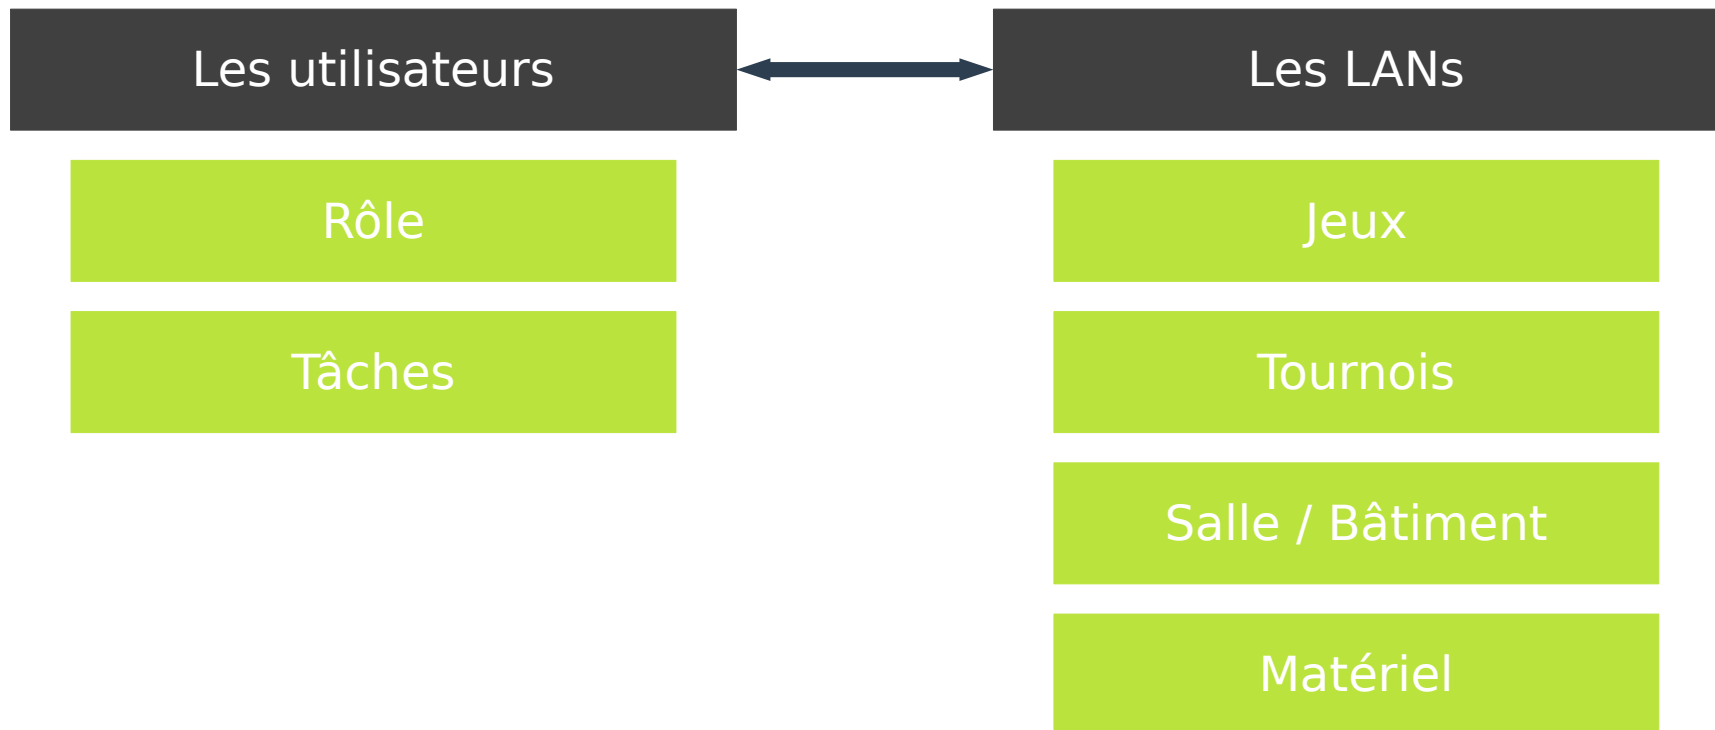 Les utilisateurs
Rôle
Tâches
Les LANs
Jeux
Tournois
Salle / Bâtiment
Matériel